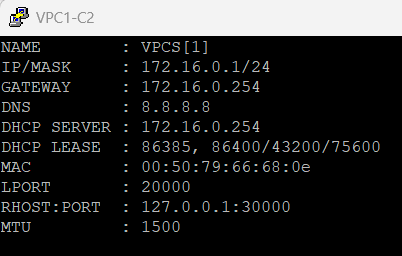 VPC1-C2
NAME        : VPCS[1]
IP/MASK     : 172.16.0.1/24
GATEWAY     : 172.16.0.254
DNS         : 8.8.8.8
DHCP SERVER : 172.16.0.254
DHCP LEASE  : 86385, 86400/43200/75600
MAC         : 00:50:79:66:68:0e
LPORT       : 20000
RHOST:PORT  : 127.0.0.1:30000
MTU         : 1500